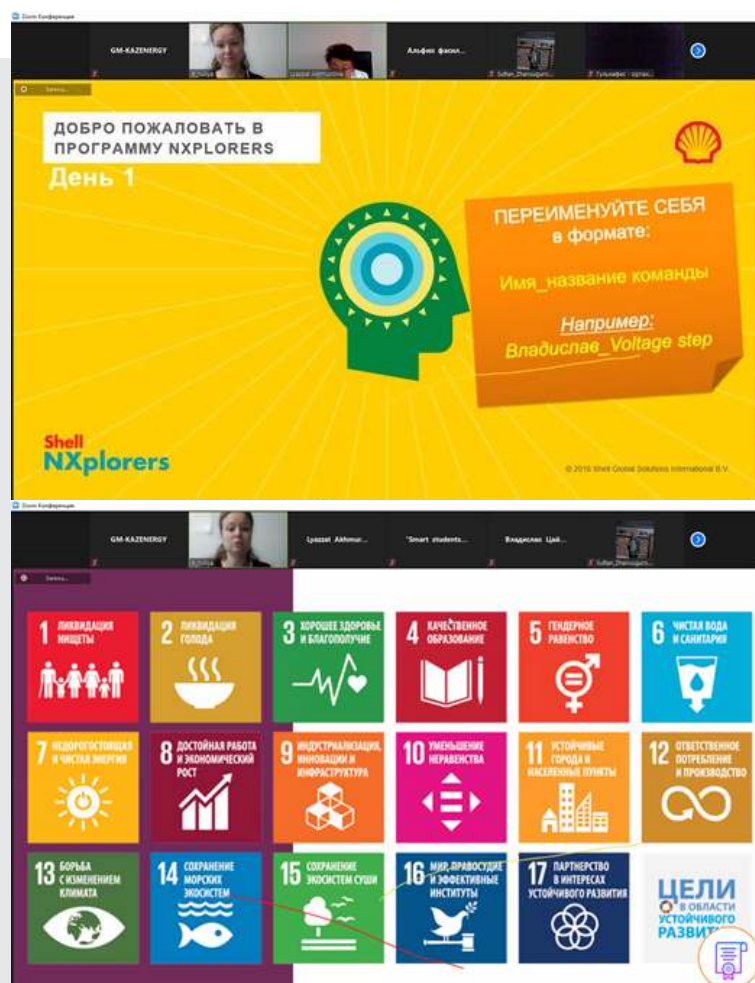 Zoom Конференция
GM-KAZENERGY
Альфия фасил...
Запись...
ДОБРО ПОЖАЛОВАТЬ В
ПРОГРАММУ NXPLORERS
День 1
ПЕРЕИМЕНУЙТЕ СЕБЯ
в формате:
Имя_название команды
Например:
Владислав_Voltage step
Shell
NXplorers
© 2018 Shell Global Solutions International B.V.
Zoom Конференция
GM-KAZENERGY
Lyazzat Akhmur...
"Smart students...
Владислав Цай...
Запись...
1 ЛИКВИДАЦИЯ
НИЩЕТЫ
2 ЛИКВИДАЦИЯ
ГОЛОДА
3 ХОРОШЕЕ ЗДОРОВЬЕ
И БЛАГОПОЛУЧИЕ
4 КАЧЕСТВЕННОЕ
ОБРАЗОВАНИЕ
5 ГЕНДЕРНОЕ
РАВЕНСТВО
6 ЧИСТАЯ ВОДА
И САНИТАРИЯ
7 НЕДОРОГОСТОЯЩАЯ
И ЧИСТАЯ ЭНЕРГИЯ
8 ДОСТОЙНАЯ РАБОТА
И ЭКОНОМИЧЕСКИЙ
РОСТ
9 ИНДУСТРИАЛИЗАЦИЯ,
ИННОВАЦИИ И
ИНФРАСТРУКТУРА
10 УМЕНЬШЕНИЕ
НЕРАВЕНСТВА
11 УСТОЙЧИВЫЕ
ГОРОДА И
НАСЕЛЕННЫЕ ПУНКТЫ
12 ОТВЕТСТВЕННОЕ
ПОТРЕБЛЕНИЕ
И ПРОИЗВОДСТВО
13 БОРЬБА
С ИЗМЕНЕНИЕМ
КЛИМАТА
14 СОХРАНЕНИЕ
МОРСКИХ
ЭКОСИСТЕМ
15 СОХРАНЕНИЕ
ЭКОСИСТЕМ СУШИ
16 МИР, ПРАВОСУДИЕ
И ЭФФЕКТИВНЫЕ
ИНСТИТУТЫ
17 ПАРТНЕРСТВО
В ИНТЕРЕСАХ
УСТОЙЧИВОГО РАЗВИТИЯ
ЦЕЛИ
В ОБЛАСТИ
УСТОЙЧИВОГО